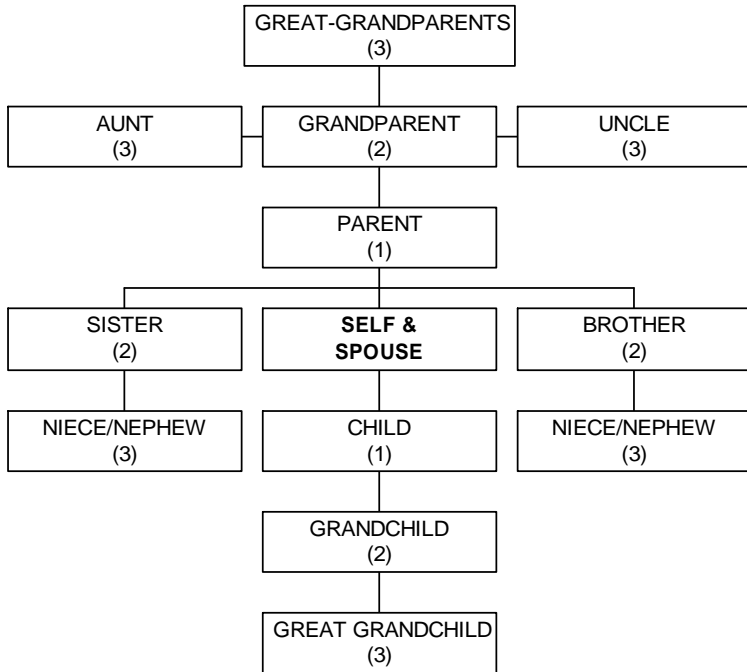 GREAT-GRANDPARENTS
(3)
AUNT
(3)
GRANDPARENT
(2)
UNCLE
(3)
PARENT
(1)
SISTER
(2)
SELF &
SPOUSE
BROTHER
(2)
NIECE/NEPHEW
(3)
CHILD
(1)
NIECE/NEPHEW
(3)
GRANDCHILD
(2)
GREAT GRANDCHILD
(3)